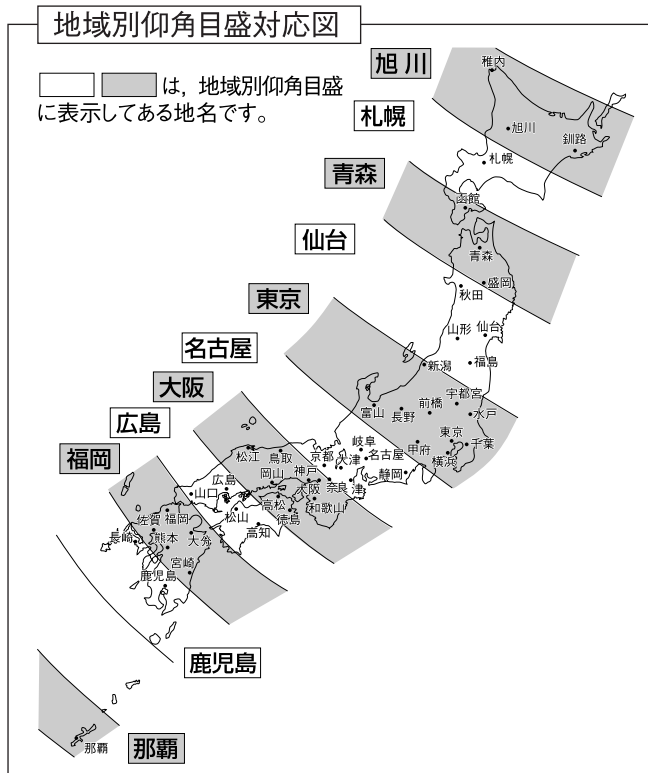 地域別仰角目盛対応図
は，地域別仰角目盛
に表示してある地名です。
旭川
稚内
札幌
旭川
釧路
札幌
青森
函館
仙台
青森
盛岡
秋田
東京
山形
仙台
名古屋
新潟
福島
大阪
宇都宮
富山
長野
前橋
水戸
広島
岐阜
東京
千葉
福岡
松江
鳥取
京都
大津
名古屋
甲府
横浜
岡山
神戸
静岡
広島
山口
大阪
奈良
津
高松
和歌山
佐賀
福岡
松山
徳島
長崎
熊本
大分
高知
宮崎
鹿児島
鹿児島
那覇
那覇